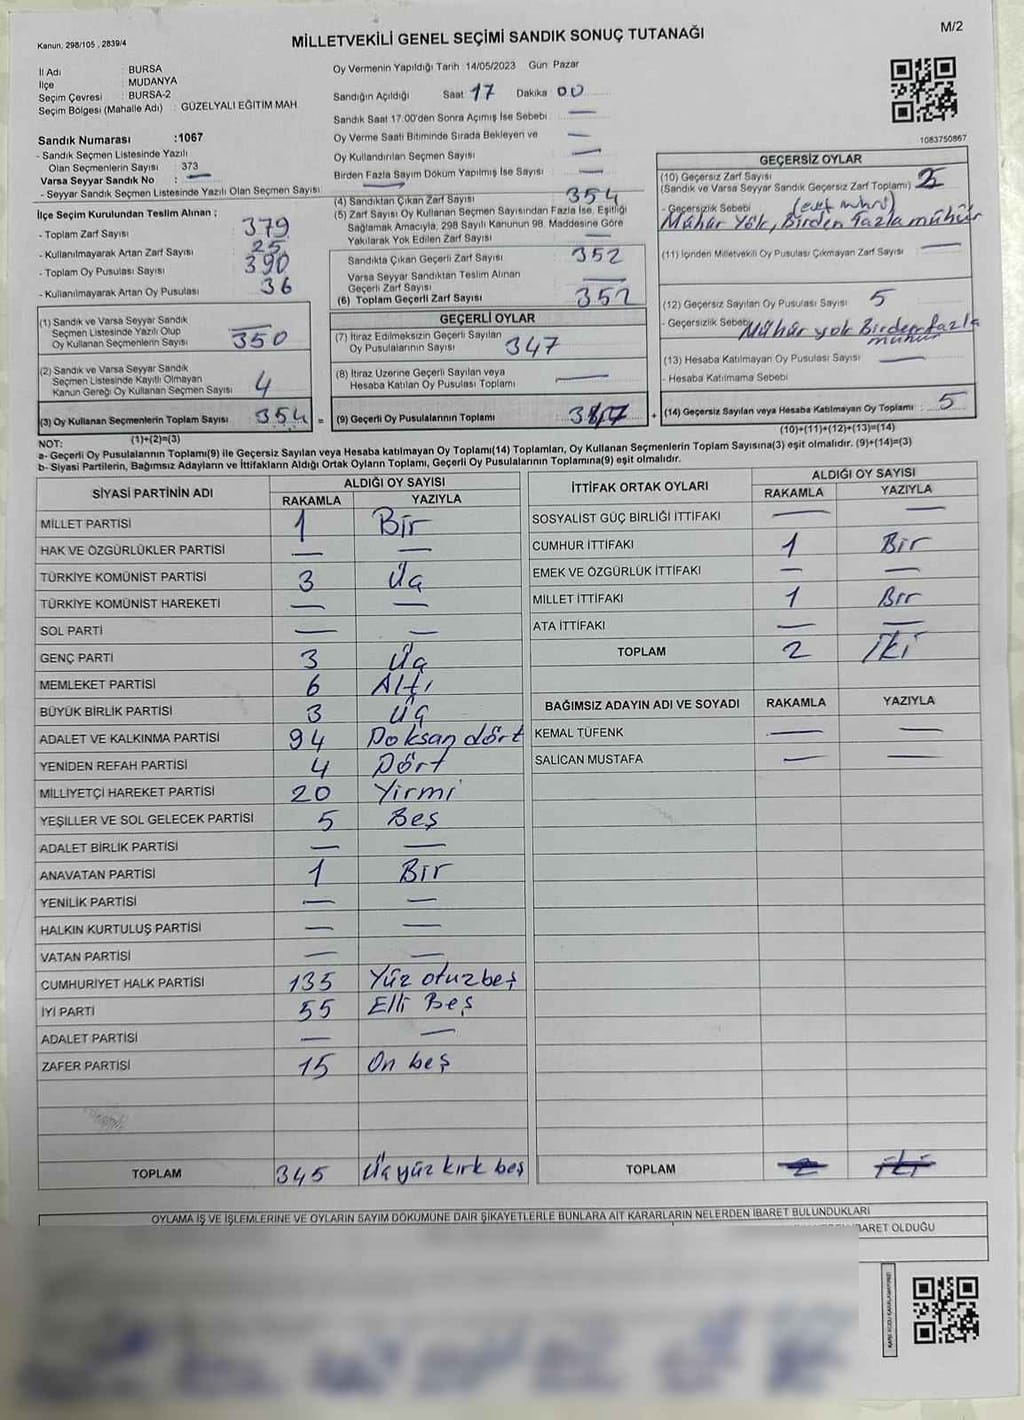 M/2
Kanun. 298/105 , 2839/4
MİLLETVEKİLİ GENEL SEÇİMİ SANDIK SONUÇ TUTANAĞI
İl Adı : BURSA
İlçe : MUDANYA
Seçim Çevresi : BURSA-2
Seçim Bölgesi (Mahalle Adı) : GÜZELYALI EĞİTİM MAH.
Sandık Numarası :1067
- Sandık Seçmen Listesinde Yazılı
Olan Seçmenlerin Sayısı : 373
Varsa Seyyar Sandık No : —
- Seyyar Sandık Seçmen Listesinde Yazılı Olan Seçmen Sayısı —
Oy Vermenin Yapıldığı Tarih 14/05/2023 Gün Pazar
Sandığın Açıldığı Saat 17 Dakika 00
Sandık Saat 17:00'den Sonra Açımış İse Sebebi —
Oy Verme Saati Bitiminde Sırada Bekleyen ve —
Oy Kullandırılan Seçmen Sayısı —
Birden Fazla Sayım Döküm Yapılmış İse Sayısı —
1083750867
İlçe Seçim Kurulundan Teslim Alınan ;
- Toplam Zarf Sayısı 379
- Kullanılmayarak Artan Zarf Sayısı 25
- Toplam Oy Pusulası Sayısı 390
- Kullanılmayarak Artan Oy Pusulası 36
(1) Sandık ve Varsa Seyyar Sandık
Seçmen Listesinde Yazılı Olup
Oy Kullanan Seçmenlerin Sayısı 350
(2) Sandık ve Varsa Seyyar Sandık
Seçmen Listesinde Kayıtlı Olmayan
Kanun Gereği Oy Kullanan Seçmen Sayısı 4
(3) Oy Kullanan Seçmenlerin Toplam Sayısı 354 =
(1)+(2)=(3)
(4) Sandıktan Çıkan Zarf Sayısı 354
(5) Zarf Sayısı Oy Kullanan Seçmen Sayısından Fazla İse, Eşitliği
Sağlamak Amacıyla, 298 Sayılı Kanunun 98. Maddesine Göre
Yakılarak Yok Edilen Zarf Sayısı —
Sandıkta Çıkan Geçerli Zarf Sayısı 352
Varsa Seyyar Sandıktan Teslim Alınan
Geçerli Zarf Sayısı —
(6) Toplam Geçerli Zarf Sayısı 352
GEÇERLİ OYLAR
(7) İtiraz Edilmeksizin Geçerli Sayılan
Oy Pusulalarının Sayısı 347
(8) İtiraz Üzerine Geçerli Sayılan veya
Hesaba Katılan Oy Pusulası Toplamı —
(9) Geçerli Oy Pusulalarının Toplamı 347 +
GEÇERSİZ OYLAR
(10) Geçersiz Zarf Sayısı
(Sandık ve Varsa Seyyar Sandık Geçersiz Zarf Toplamı) 2
- Geçersizlik Sebebi
Mühür Yok, Birden fazla mühür
(11) İçinden Milletvekili Oy Pusulası Çıkmayan Zarf Sayısı —
(12) Geçersiz Sayılan Oy Pusulası Sayısı 5
- Geçersizlik Sebebi Mühür yok Birden fazla
mühür
(13) Hesaba Katılmayan Oy Pusulası Sayısı —
- Hesaba Katılmama Sebebi
(14) Geçersiz Sayılan veya Hesaba Katılmayan Oy Toplamı 5
(10)+(11)+(12)+(13)=(14)
NOT:
a- Geçerli Oy Pusulalarının Toplamı(9) ile Geçersiz Sayılan veya Hesaba katılmayan Oy Toplamı(14) Toplamları, Oy Kullanan Seçmenlerin Toplam Sayısına(3) eşit olmalıdır. (9)+(14)=(3)
b- Siyasi Partilerin, Bağımsız Adayların ve İttifakların Aldığı Ortak Oyların Toplamı, Geçerli Oy Pusulalarının Toplamına(9) eşit olmalıdır.
SİYASİ PARTİNİN ADI
ALDIĞI OY SAYISI
RAKAMLA YAZIYLA
MİLLET PARTİSİ 1 Bir
HAK VE ÖZGÜRLÜKLER PARTİSİ — —
TÜRKİYE KOMÜNİST PARTİSİ 3 Üç
TÜRKİYE KOMÜNİST HAREKETİ — —
SOL PARTİ — —
GENÇ PARTİ 3 Üç
MEMLEKET PARTİSİ 6 Altı
BÜYÜK BİRLİK PARTİSİ 3 Üç
ADALET VE KALKINMA PARTİSİ 94 Doksan dört
YENİDEN REFAH PARTİSİ 4 Dört
MİLLİYETÇİ HAREKET PARTİSİ 20 Yirmi
YEŞİLLER VE SOL GELECEK PARTİSİ 5 Beş
ADALET BİRLİK PARTİSİ — —
ANAVATAN PARTİSİ 1 Bir
YENİLİK PARTİSİ — —
HALKIN KURTULUŞ PARTİSİ — —
VATAN PARTİSİ — —
CUMHURİYET HALK PARTİSİ 135 Yüz otuzbeş
İYİ PARTİ 55 Elli Beş
ADALET PARTİSİ — —
ZAFER PARTİSİ 15 On beş
TOPLAM 345 Üçyüz kırk beş
İTTİFAK ORTAK OYLARI
ALDIĞI OY SAYISI
RAKAMLA YAZIYLA
SOSYALİST GÜÇ BİRLİĞİ İTTİFAKI — —
CUMHUR İTTİFAKI 1 Bir
EMEK VE ÖZGÜRLÜK İTTİFAKI — —
MİLLET İTTİFAKI 1 Bir
ATA İTTİFAKI — —
TOPLAM 2 İki
BAĞIMSIZ ADAYIN ADI VE SOYADI RAKAMLA YAZIYLA
KEMAL TÜFENK — —
SALİCAN MUSTAFA — —
TOPLAM 2 iki
OYLAMA İŞ VE İŞLEMLERİNE VE OYLARIN SAYIM DÖKÜMÜNE DAİR ŞİKAYETLERLE BUNLARA AİT KARARLARIN NELERDEN İBARET BULUNDUKLARI
İBARET OLDUĞU